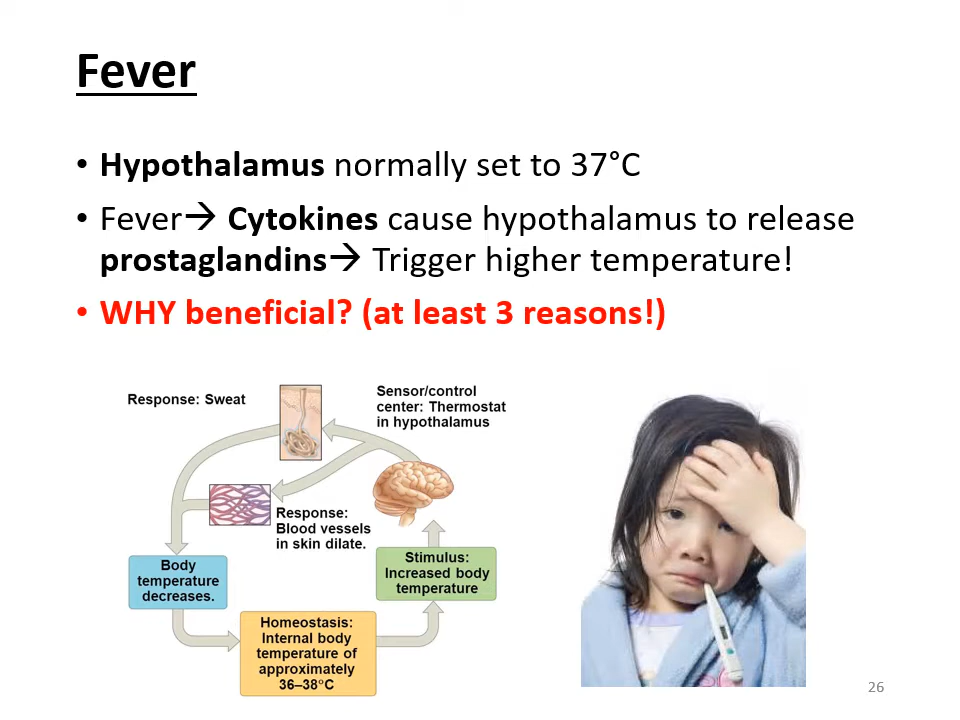 Fever
• Hypothalamus normally set to 37°C
• Fever→ Cytokines cause hypothalamus to release
prostaglandins→ Trigger higher temperature!
• WHY beneficial? (at least 3 reasons!)
Response: Sweat
Sensor/control
center: Thermostat
in hypothalamus
Response:
Blood vessels
in skin dilate.
Body
temperature
decreases.
Stimulus:
Increased body
temperature
Homeostasis:
Internal body
temperature of
approximately
36–38°C
26